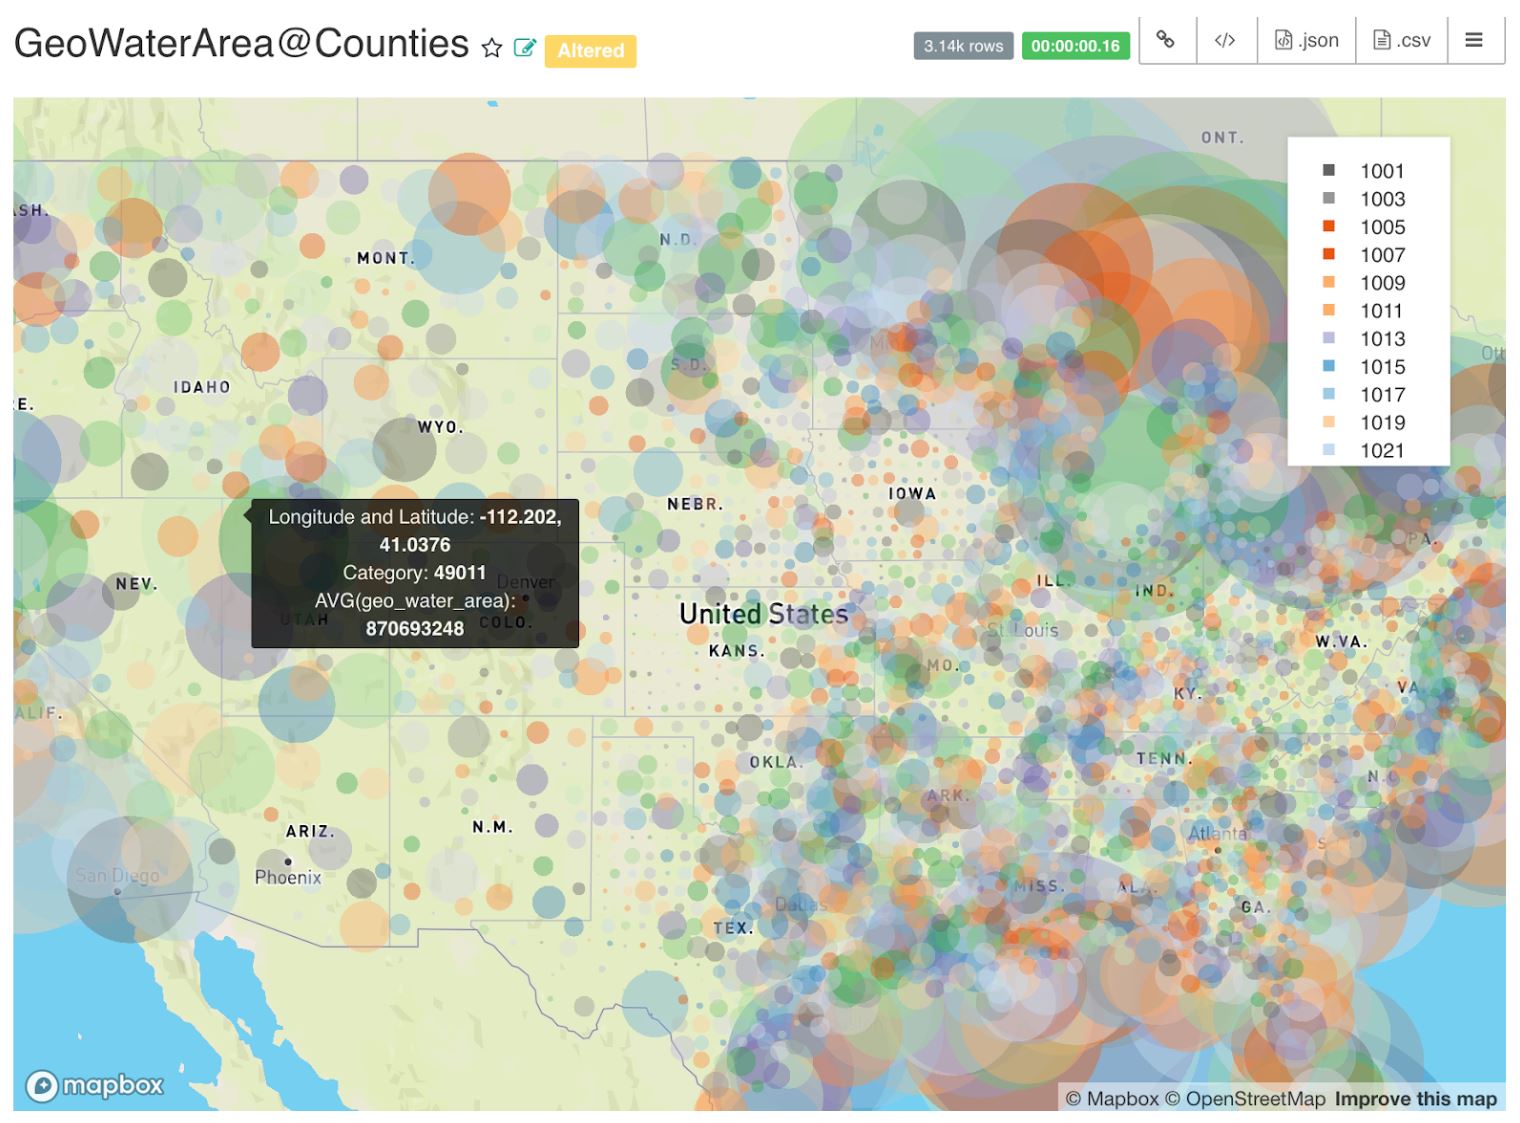 GeoWaterArea@Counties
Altered
3.14k rows
00:00:00.16
</>
.json
.csv
ONT.
1001
1003
1005
1007
1009
1011
1013
1015
1017
1019
1021
ASH.
N.D.
MONT.
S.D.
IDAHO
E.
WYO.
NEBR.
IOWA
Longitude and Latitude: -112.202,
41.0376
Category: 49011
AVG(geo_water_area):
870693248
Denver
UTAH
COLO.
NEV.
PA.
ILL.
IND.
United States
St. Louis
W.VA.
KANS.
MO.
KY.
VA
ALIF.
OKLA.
TENN.
N.C
ARK.
ARIZ.
N.M.
Atlanta
San Diego
Phoenix
MISS.
ALA.
Dallas
GA.
TEX.
mapbox
© Mapbox © OpenStreetMap Improve this map